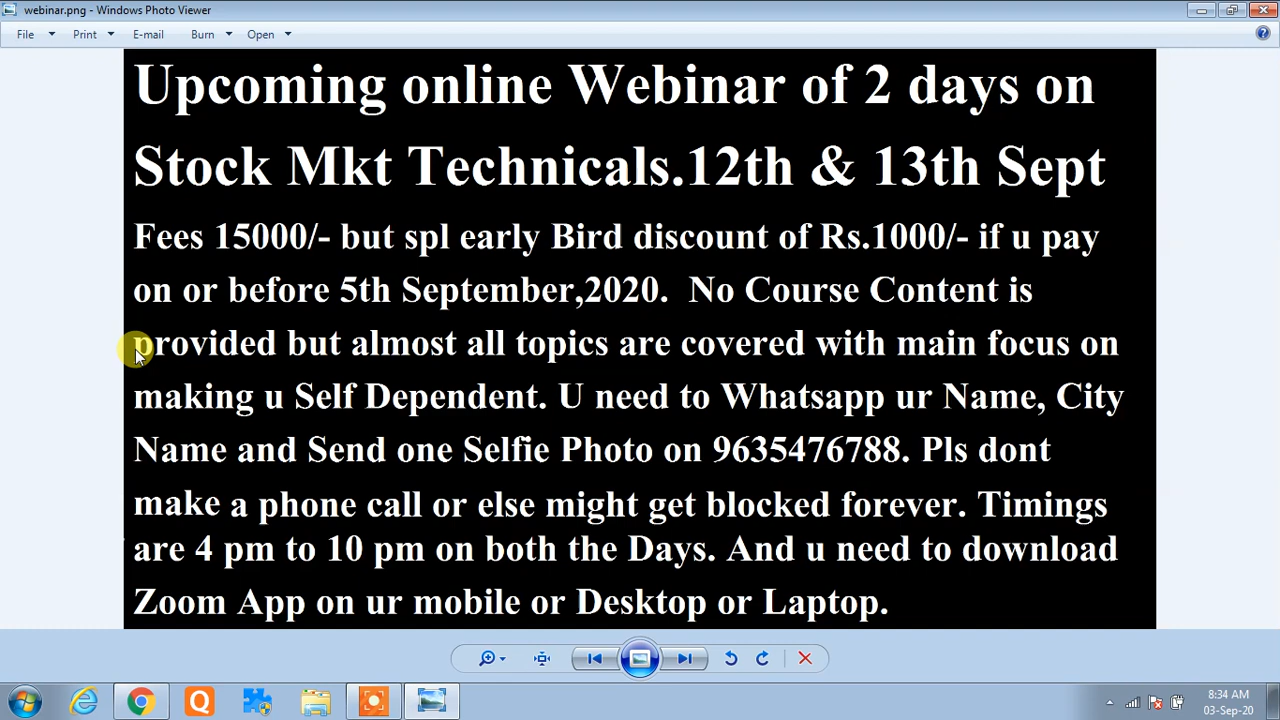 webinar.png - Windows Photo Viewer
File Print E-mail Burn Open
Upcoming online Webinar of 2 days on
Stock Mkt Technicals.12th & 13th Sept
Fees 15000/- but spl early Bird discount of Rs.1000/- if u pay
on or before 5th September,2020. No Course Content is
provided but almost all topics are covered with main focus on
making u Self Dependent. U need to Whatsapp ur Name, City
Name and Send one Selfie Photo on 9635476788. Pls dont
make a phone call or else might get blocked forever. Timings
are 4 pm to 10 pm on both the Days. And u need to download
Zoom App on ur mobile or Desktop or Laptop.
Q
8:34 AM
03-Sep-20